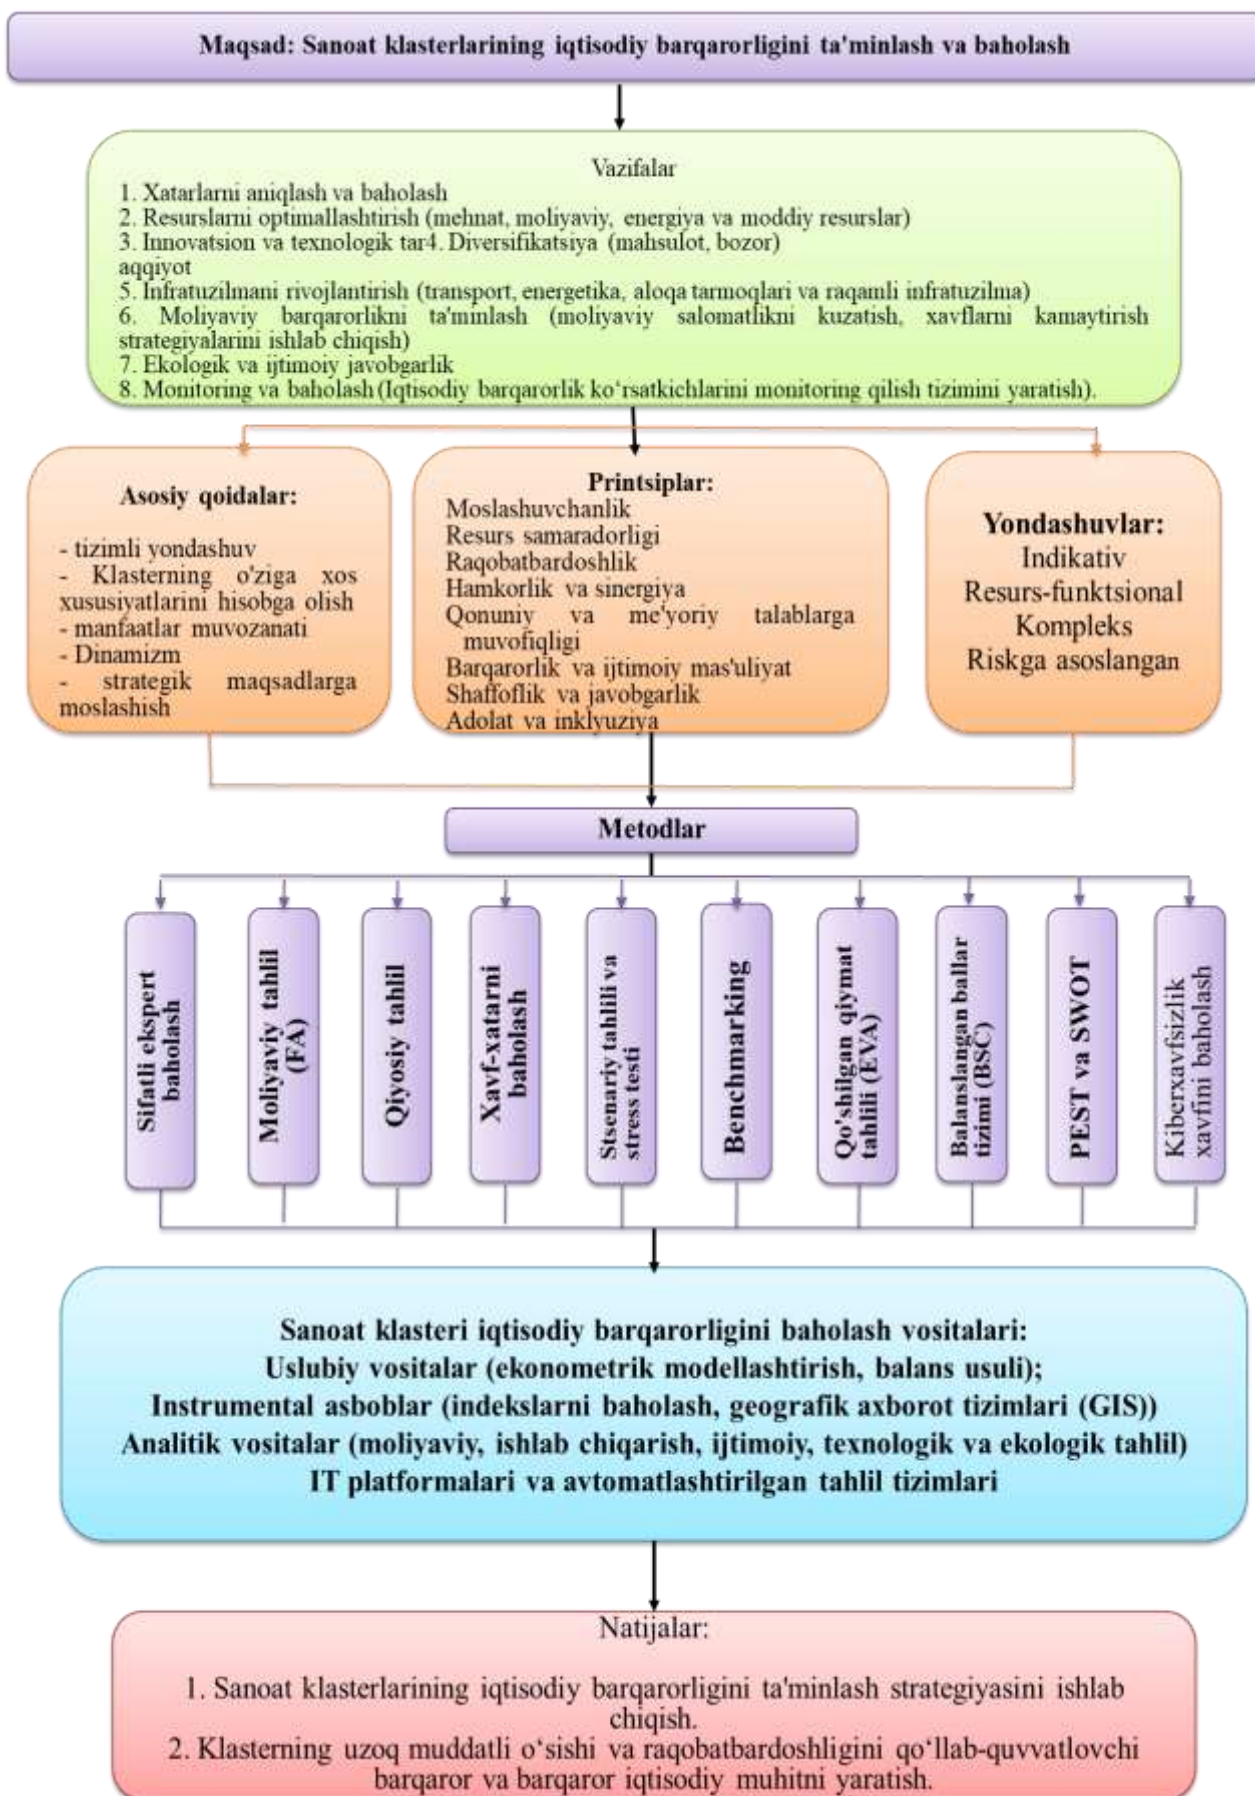 Maqsad: Sanoat klasterlarining iqtisodiy barqarorligini ta'minlash va baholash
Vazifalar
1. Xatarlarni aniqlash va baholash
2. Resurslarni optimallashtirish (mehnat, moliyaviy, energiya va moddiy resurslar)
3. Innovatsion va texnologik tar4. Diversifikatsiya (mahsulot, bozor)
aqqiyot
5. Infratuzilmani rivojlantirish (transport, energetika, aloqa tarmoqlari va raqamli infratuzilma)
6. Moliyaviy barqarorlikni ta'minlash (moliyaviy salomatlikni kuzatish, xavflarni kamaytirish
strategiyalarini ishlab chiqish)
7. Ekologik va ijtimoiy javobgarlik
8. Monitoring va baholash (Iqtisodiy barqarorlik ko‘rsatkichlarini monitoring qilish tizimini yaratish).
Asosiy qoidalar:
- tizimli yondashuv
- Klasterning o'ziga xos
xususiyatlarini hisobga olish
- manfaatlar muvozanati
- Dinamizm
- strategik maqsadlarga
moslashish
Printsiplar:
Moslashuvchanlik
Resurs samaradorligi
Raqobatbardoshlik
Hamkorlik va sinergiya
Qonuniy va me'yoriy talablarga
muvofiqligi
Barqarorlik va ijtimoiy mas'uliyat
Shaffoflik va javobgarlik
Adolat va inklyuziya
Yondashuvlar:
Indikativ
Resurs-funktsional
Kompleks
Riskga asoslangan
Metodlar
Sifatli ekspert
baholash
Moliyaviy tahlil
(FA)
Qiyosiy tahlil
Xavf-xatarni
baholash
Stsenariy tahlili va
stress testi
Benchmarking
Qo'shilgan qiymat
tahlili (EVA)
Balanslangan ballar
tizimi (BSC)
PEST va SWOT
Kiberxavfsizlik
xavfini baholash
Sanoat klasteri iqtisodiy barqarorligini baholash vositalari:
Uslubiy vositalar (ekonometrik modellashtirish, balans usuli);
Instrumental asboblar (indekslarni baholash, geografik axborot tizimlari (GIS))
Analitik vositalar (moliyaviy, ishlab chiqarish, ijtimoiy, texnologik va ekologik tahlil)
IT platformalari va avtomatlashtirilgan tahlil tizimlari
Natijalar:
1. Sanoat klasterlarining iqtisodiy barqarorligini ta'minlash strategiyasini ishlab
chiqish.
2. Klasterning uzoq muddatli o‘sishi va raqobatbardoshligini qo‘llab-quvvatlovchi
barqaror va barqaror iqtisodiy muhitni yaratish.